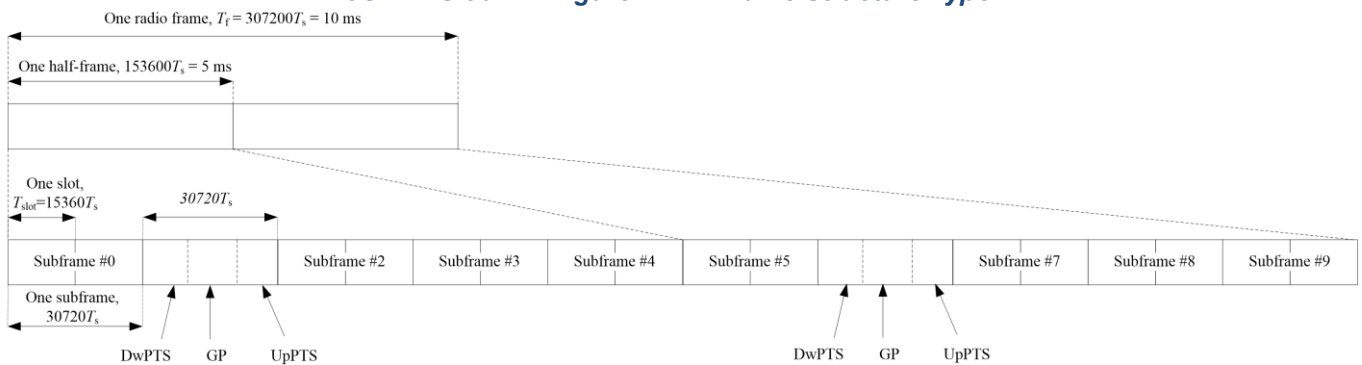 One radio frame, Tf = 307200Ts = 10 ms
One half-frame, 153600Ts = 5 ms
One slot,
Tslot=15360Ts
30720Ts
Subframe #0
Subframe #2
Subframe #3
Subframe #4
Subframe #5
Subframe #7
Subframe #8
Subframe #9
One subframe,
30720Ts
DwPTS
GP
UpPTS
DwPTS
GP
UpPTS